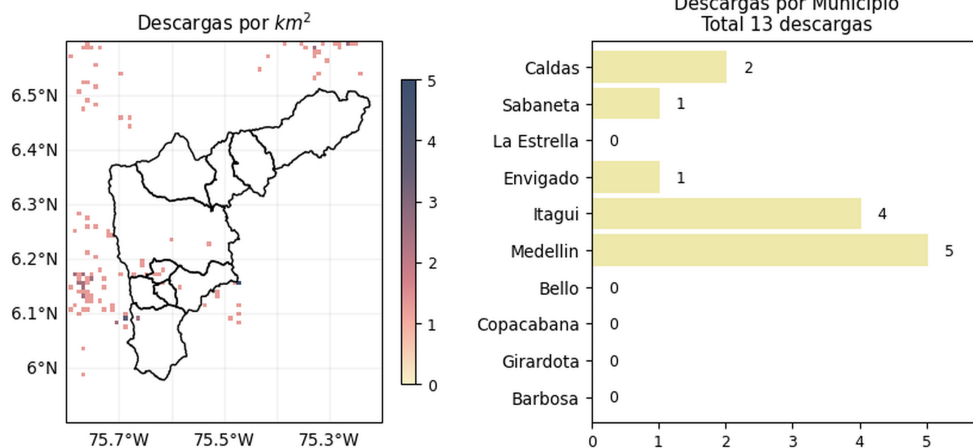 Descargas por km²
6.5°N
6.4°N
6.3°N
6.2°N
6.1°N
6°N
75.7°W 75.5°W 75.3°W
5
4
3
2
1
0
Descargas por Municipio
Total 13 descargas
Caldas 2
Sabaneta 1
La Estrella 0
Envigado 1
Itagui 4
Medellin 5
Bello 0
Copacabana 0
Girardota 0
Barbosa 0
0 1 2 3 4 5